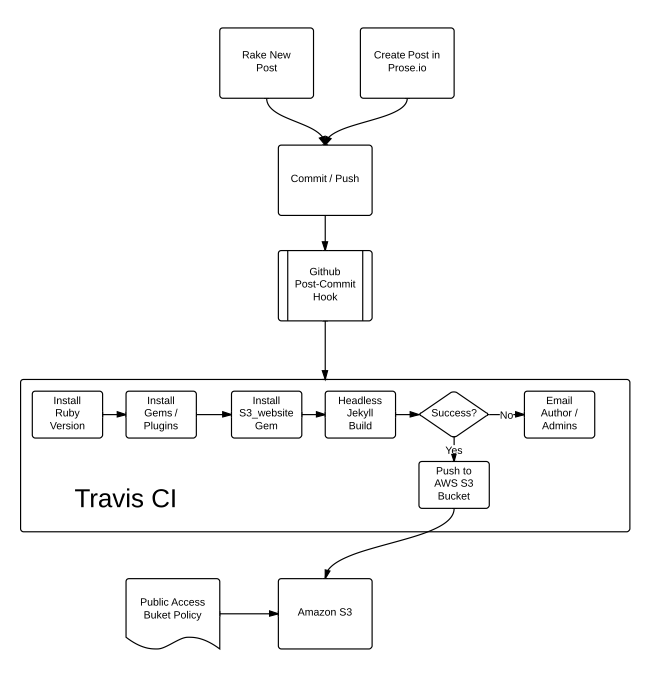 Rake New
Post
Create Post in
Prose.io
Commit / Push
Github
Post-Commit
Hook
Install
Ruby
Version
Install
Gems /
Plugins
Install
S3_website
Gem
Headless
Jekyll
Build
Success?
No
Email
Author /
Admins
Yes
Push to
AWS S3
Bucket
Travis CI
Public Access
Buket Policy
Amazon S3